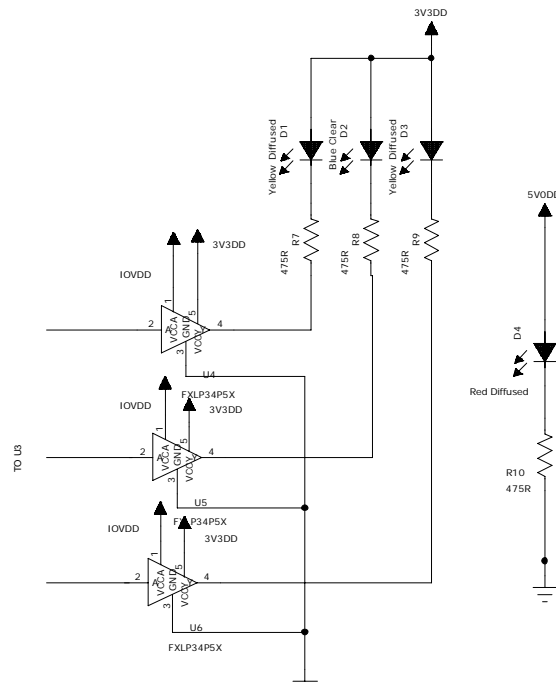 3V3DD
D1
Yellow Diffused
D2
Blue Clear
D3
Yellow Diffused
5V0DD
R7
475R
R8
475R
R9
475R
3V3DD
IOVDD
1
5
VCCA
GND
VCCY
2
A
Y
4
3
U4
FXLP34P5X
D4
Red Diffused
IOVDD
3V3DD
1
5
VCCA
GND
VCCY
2
A
Y
4
3
U5
FXLP34P5X
TO U3
R10
475R
IOVDD
3V3DD
1
5
VCCA
GND
VCCY
2
A
Y
4
3
U6
FXLP34P5X